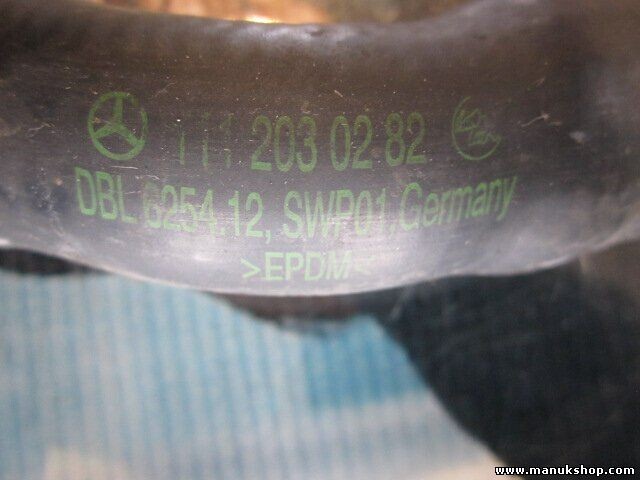 111 203 02 82
DBL 6254.12, SWP01, Germany
>EPDM<
www.manukshop.com